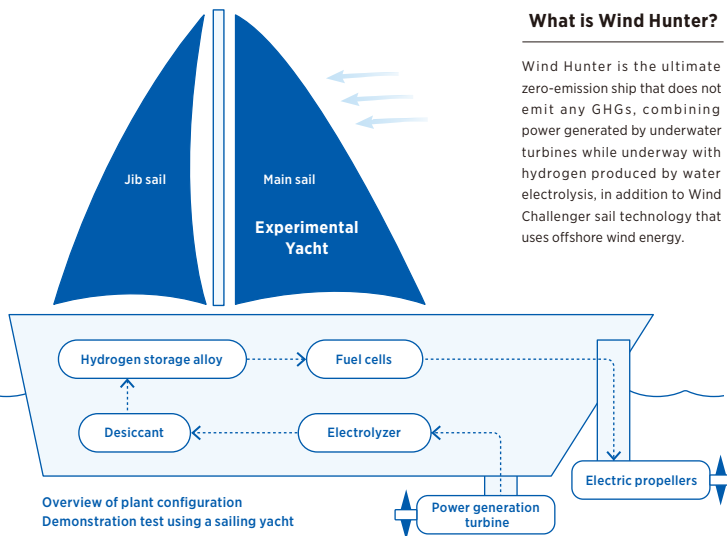 What is Wind Hunter?
Wind Hunter is the ultimate
zero-emission ship that does not
emit any GHGs, combining
power generated by underwater
turbines while underway with
hydrogen produced by water
electrolysis, in addition to Wind
Challenger sail technology that
uses offshore wind energy.
Jib sail
Main sail
Experimental
Yacht
Hydrogen storage alloy
Fuel cells
Desiccant
Electrolyzer
Electric propellers
Power generation
turbine
Overview of plant configuration
Demonstration test using a sailing yacht